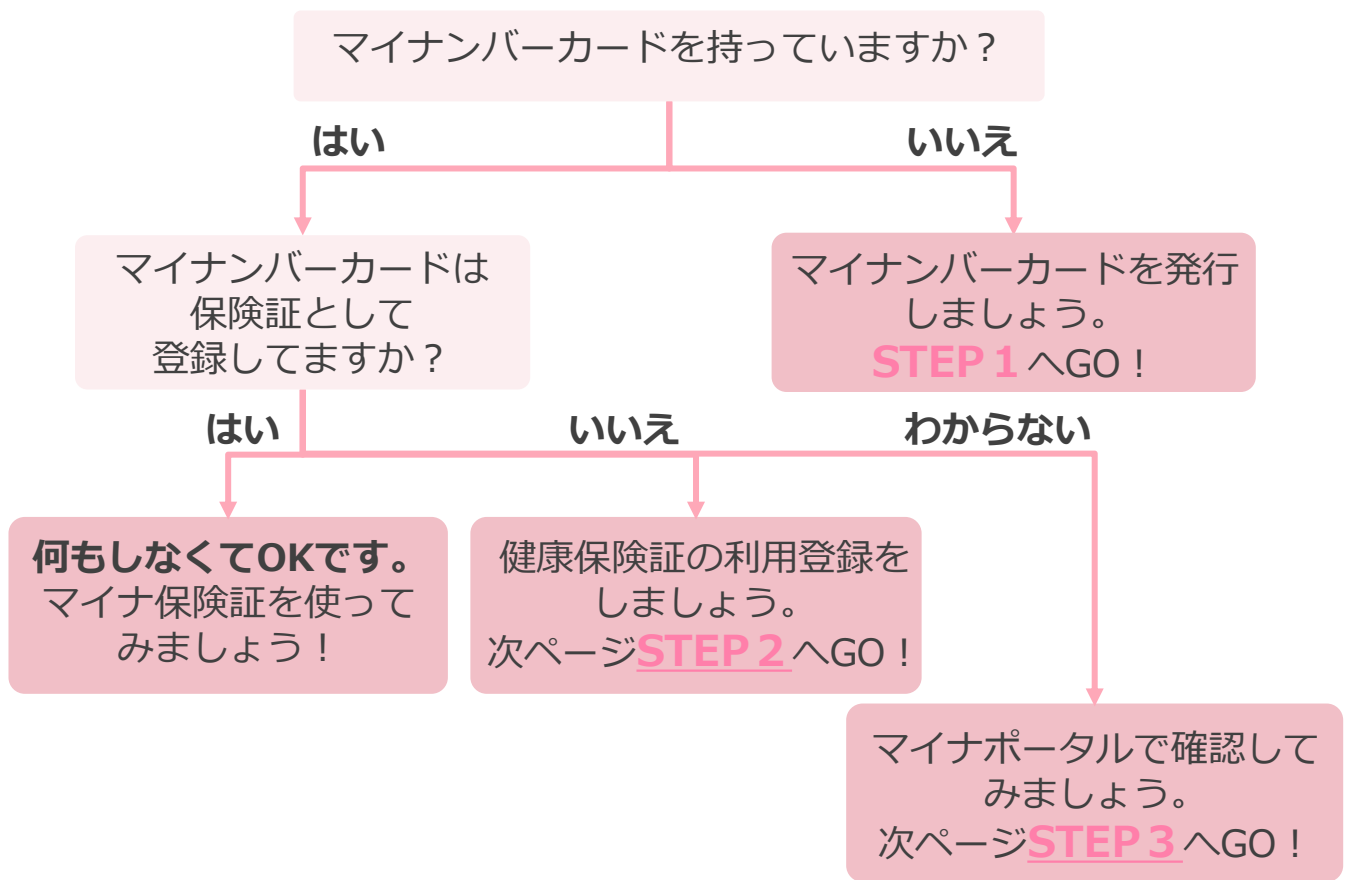 マイナンバーカードを持っていますか？
はい
いいえ
マイナンバーカードは
保険証として
登録してますか？
マイナンバーカードを発行
しましょう。
STEP１へGO！
はい
いいえ
わからない
何もしなくてOKです。
マイナ保険証を使って
みましょう！
健康保険証の利用登録を
しましょう。
次ページSTEP２へGO！
マイナポータルで確認して
みましょう。
次ページSTEP３へGO！